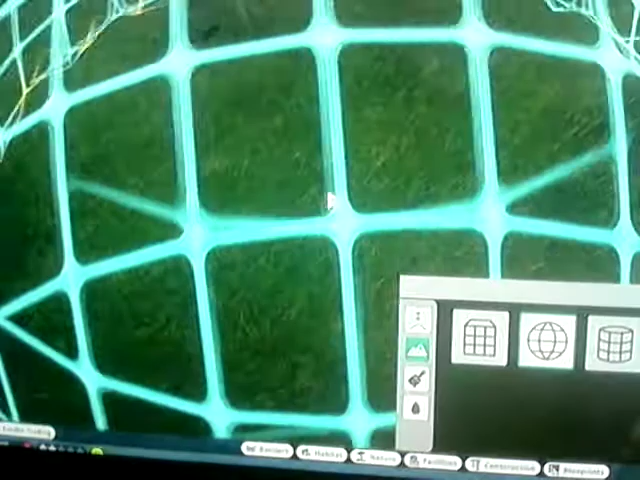 Barriers
Habitat
Nature
Facilities
Construction
Blueprints